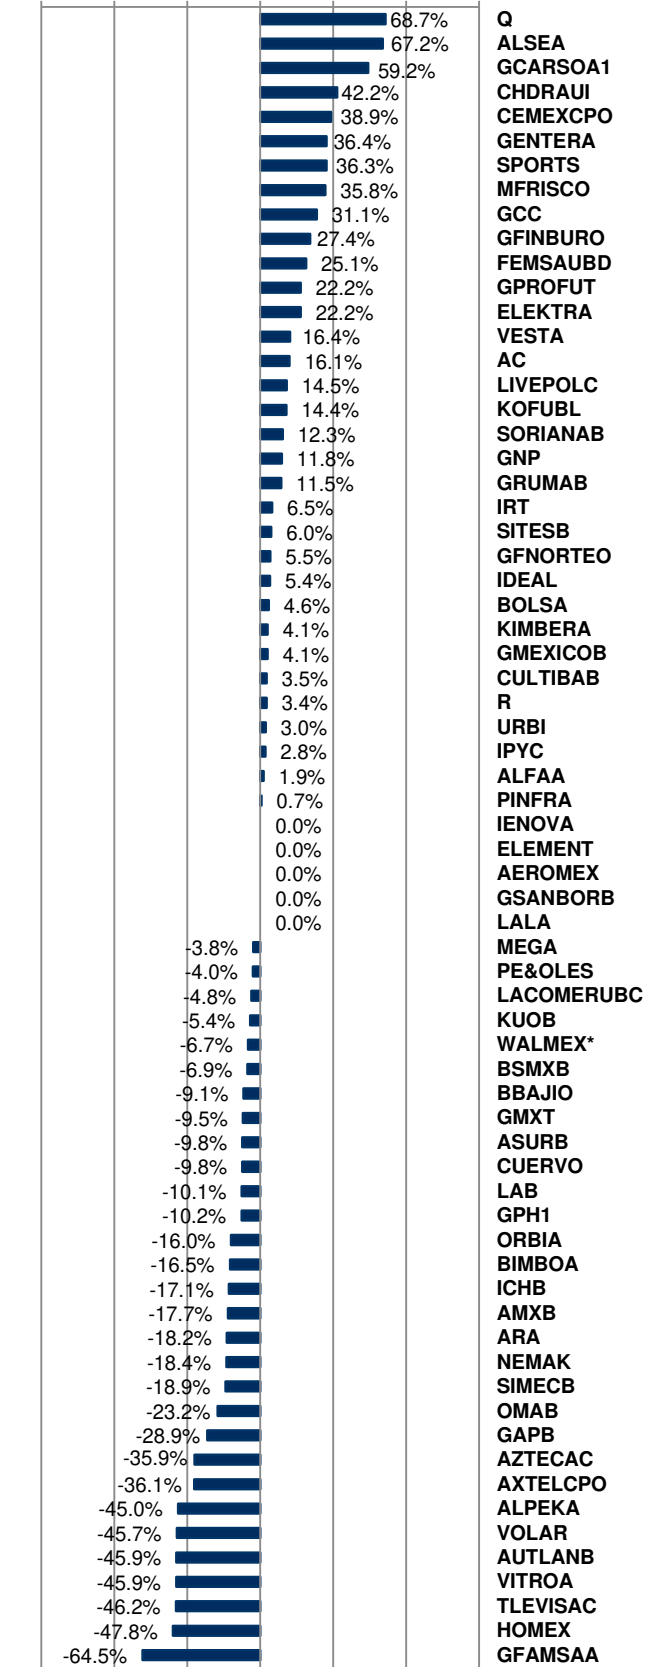 68.7% Q
67.2% ALSEA
59.2% GCARSOA1
42.2% CHDRAUI
38.9% CEMEXCPO
36.4% GENTERA
36.3% SPORTS
35.8% MFRISCO
31.1% GCC
27.4% GFINBURO
25.1% FEMSAUBD
22.2% GPROFUT
22.2% ELEKTRA
16.4% VESTA
16.1% AC
14.5% LIVEPOLC
14.4% KOFUBL
12.3% SORIANAB
11.8% GNP
11.5% GRUMAB
6.5% IRT
6.0% SITESB
5.5% GFNORTEO
5.4% IDEAL
4.6% BOLSA
4.1% KIMBERA
4.1% GMEXICOB
3.5% CULTIBAB
3.4% R
3.0% URBI
2.8% IPYC
1.9% ALFAA
0.7% PINFRA
0.0% IENOVA
0.0% ELEMENT
0.0% AEROMEX
0.0% GSANBORB
0.0% LALA
-3.8% MEGA
-4.0% PE&OLES
-4.8% LACOMERUBC
-5.4% KUOB
-6.7% WALMEX*
-6.9% BSMXB
-9.1% BBAJIO
-9.5% GMXT
-9.8% ASURB
-9.8% CUERVO
-10.1% LAB
-10.2% GPH1
-16.0% ORBIA
-16.5% BIMBOA
-17.1% ICHB
-17.7% AMXB
-18.2% ARA
-18.4% NEMAK
-18.9% SIMECB
-23.2% OMAB
-28.9% GAPB
-35.9% AZTECAC
-36.1% AXTELCPO
-45.0% ALPEKA
-45.7% VOLAR
-45.9% AUTLANB
-45.9% VITROA
-46.2% TLEVISAC
-47.8% HOMEX
-64.5% GFAMSAA